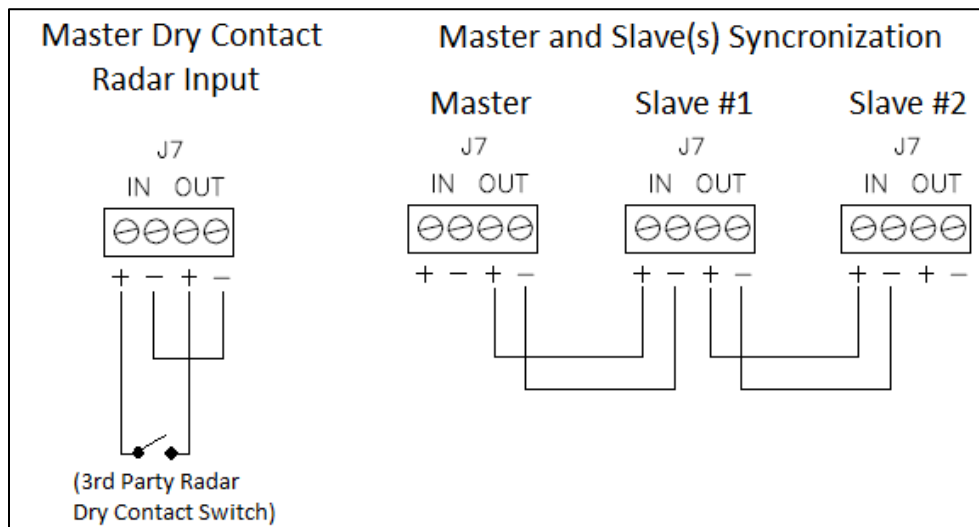 Master Dry Contact
Radar Input
J7
IN OUT
+ − + −
(3rd Party Radar
Dry Contact Switch)
Master and Slave(s) Syncronization
Master Slave #1 Slave #2
J7 J7 J7
IN OUT IN OUT IN OUT
+ − + − + − + − + − + −